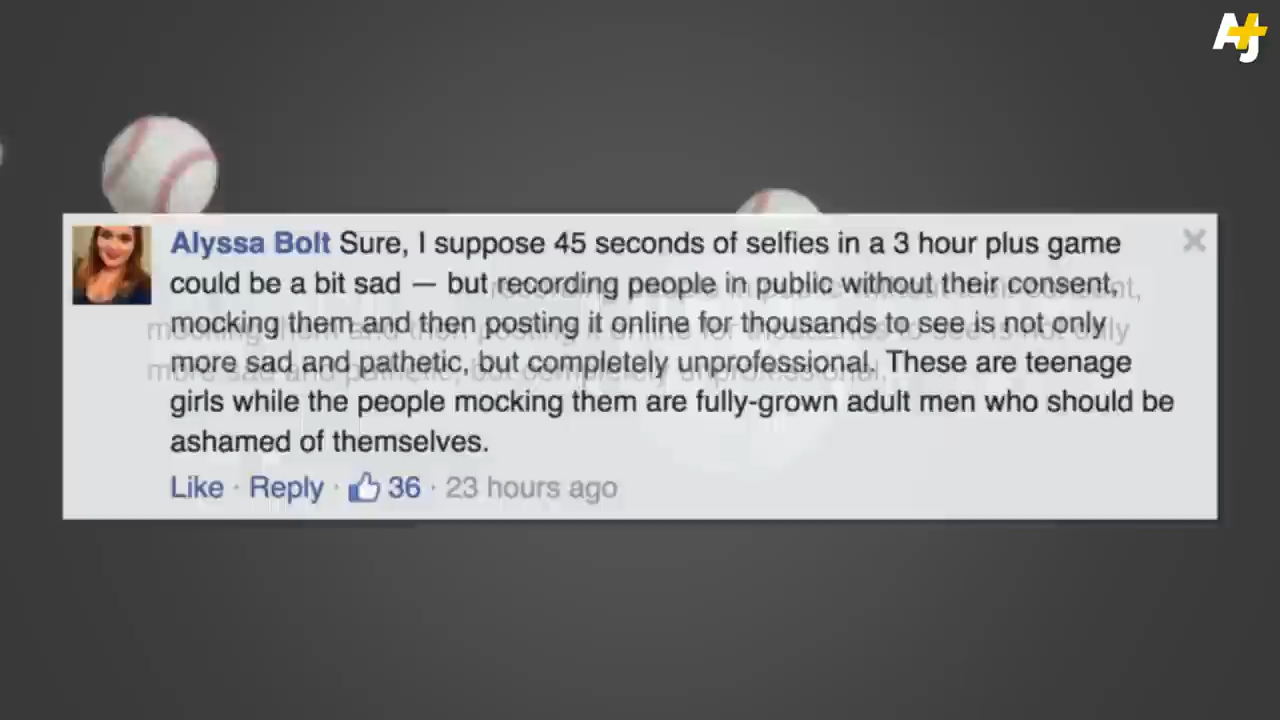 AJ+
Alyssa Bolt Sure, I suppose 45 seconds of selfies in a 3 hour plus game
could be a bit sad — but recording people in public without their consent,
mocking them and then posting it online for thousands to see is not only
more sad and pathetic, but completely unprofessional. These are teenage
girls while the people mocking them are fully-grown adult men who should be
ashamed of themselves.
Like · Reply · 36 · 23 hours ago